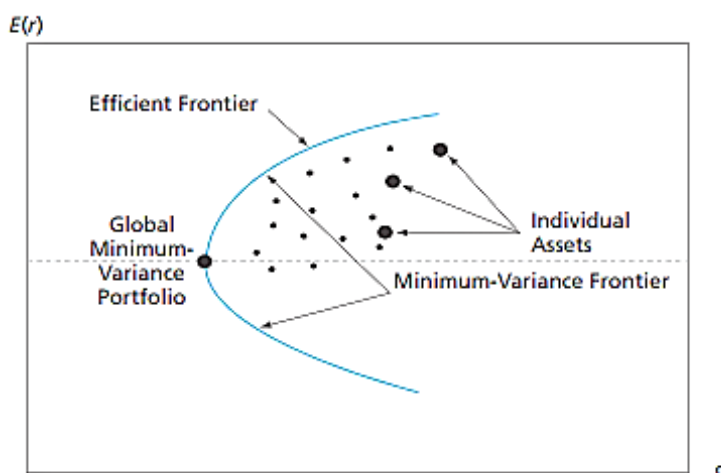 E(r)
Efficient Frontier
Global
Minimum-
Variance
Portfolio
Individual
Assets
Minimum-Variance Frontier